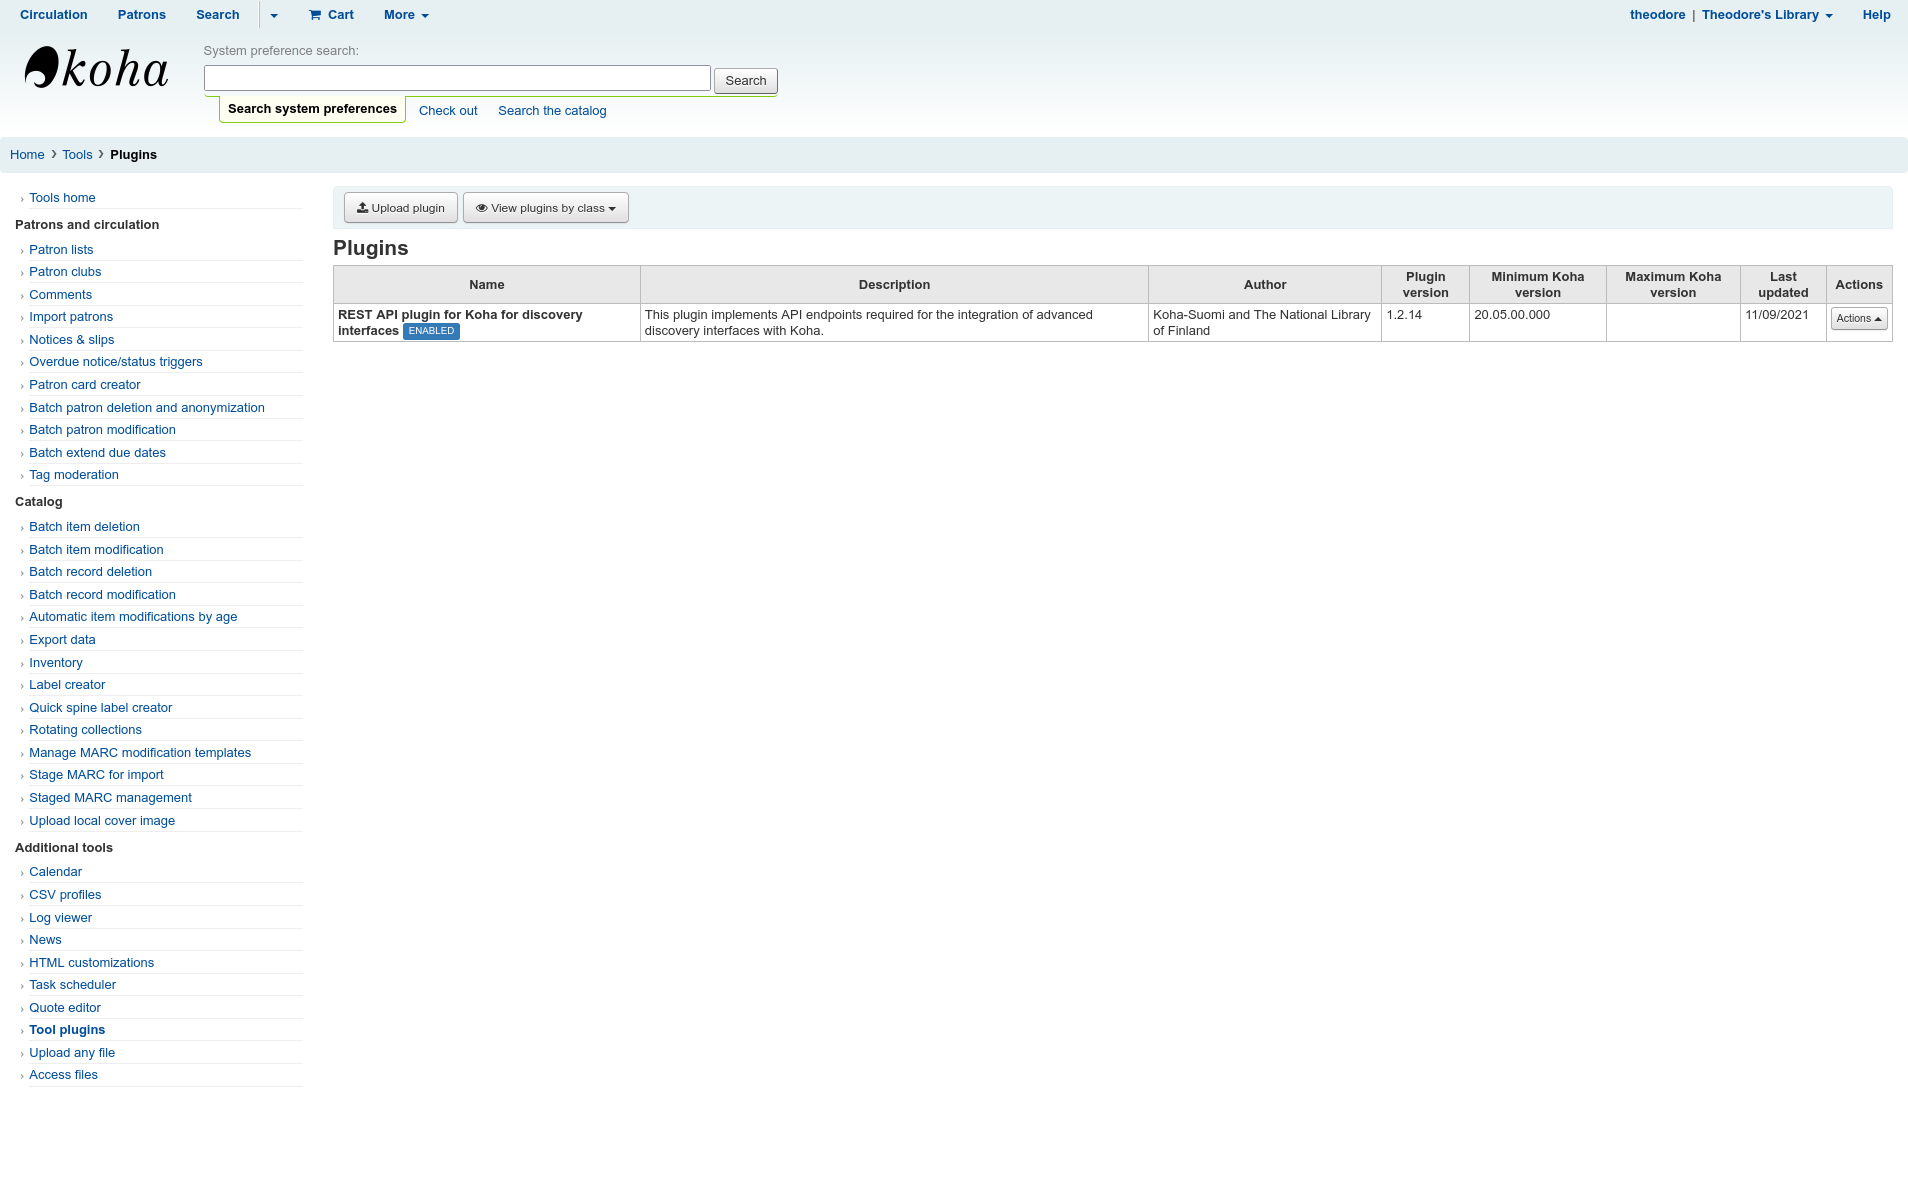 Circulation Patrons Search Cart More theodore | Theodore's Library Help
koha
System preference search:
Search
Search system preferences Check out Search the catalog
Home › Tools › Plugins
Tools home
Patrons and circulation
Patron lists
Patron clubs
Comments
Import patrons
Notices & slips
Overdue notice/status triggers
Patron card creator
Batch patron deletion and anonymization
Batch patron modification
Batch extend due dates
Tag moderation
Catalog
Batch item deletion
Batch item modification
Batch record deletion
Batch record modification
Automatic item modifications by age
Export data
Inventory
Label creator
Quick spine label creator
Rotating collections
Manage MARC modification templates
Stage MARC for import
Staged MARC management
Upload local cover image
Additional tools
Calendar
CSV profiles
Log viewer
News
HTML customizations
Task scheduler
Quote editor
Tool plugins
Upload any file
Access files
Upload plugin View plugins by class
Plugins
Name Description Author Plugin version Minimum Koha version Maximum Koha version Last updated Actions
REST API plugin for Koha for discovery
interfaces ENABLED
This plugin implements API endpoints required for the integration of advanced
discovery interfaces with Koha.
Koha-Suomi and The National Library
of Finland
1.2.14
20.05.00.000
11/09/2021
Actions